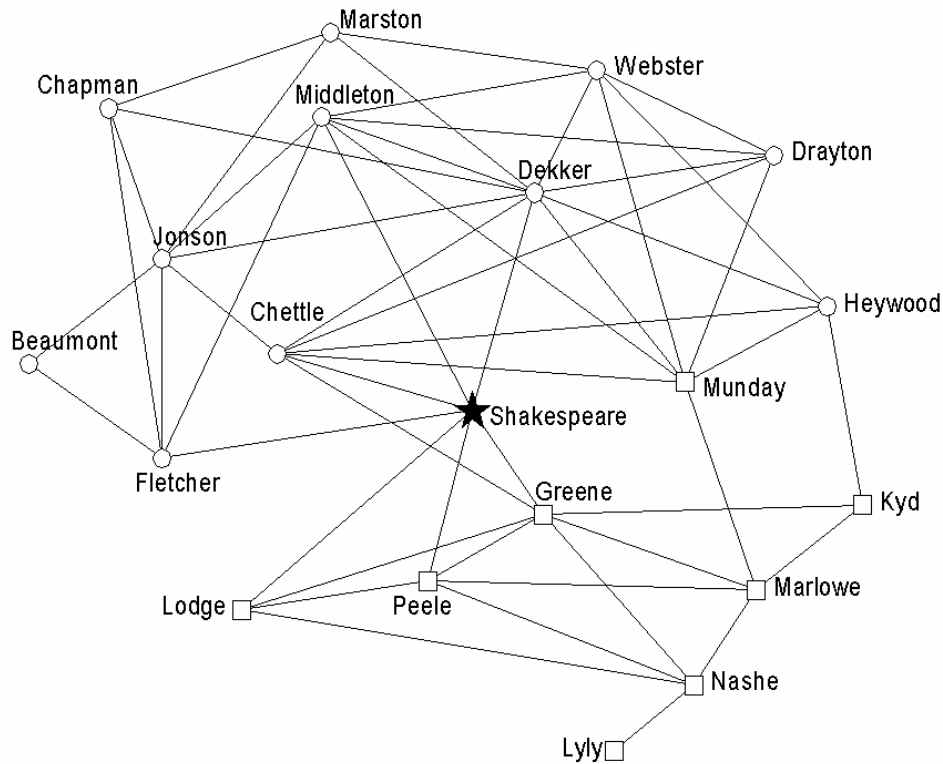 Marston
Webster
Chapman
Middleton
Drayton
Dekker
Jonson
Chettle
Heywood
Beaumont
Munday
Shakespeare
Fletcher
Greene
Kyd
Marlowe
Lodge
Peele
Nashe
Lyly